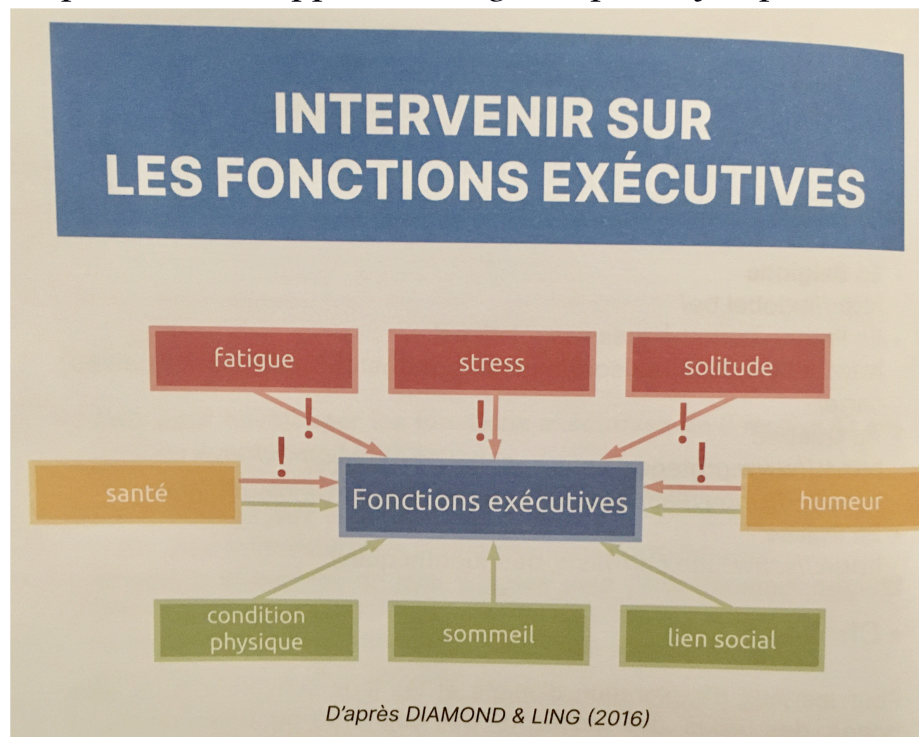 INTERVENIR SUR
LES FONCTIONS EXÉCUTIVES
fatigue
stress
solitude
!
!
!
!
!
santé
Fonctions exécutives
humeur
condition
physique
sommeil
lien social
D'après DIAMOND & LING (2016)